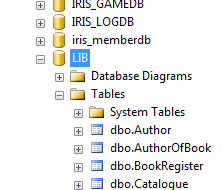 IRIS_GAMEDB
IRIS_LOGDB
iris_memberdb
LIB
Database Diagrams
Tables
System Tables
dbo.Author
dbo.AuthorOfBook
dbo.BookRegister
dbo.Catalogue